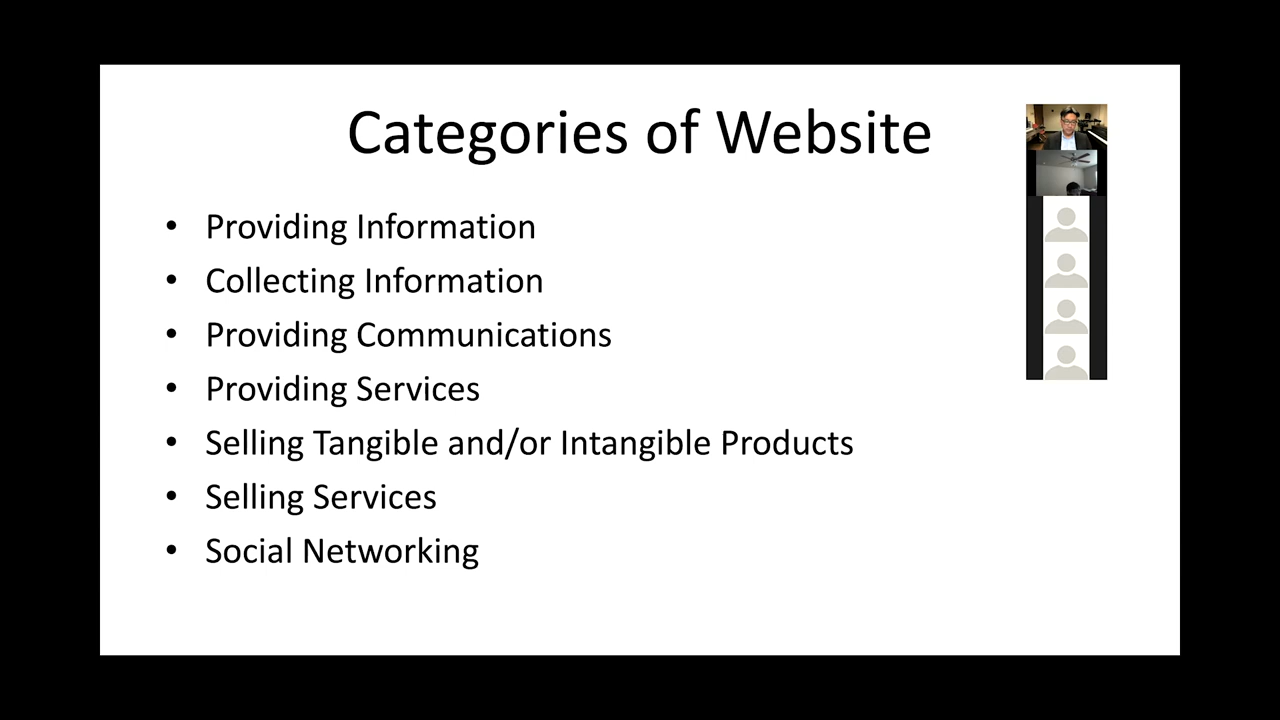 Categories of Website
• Providing Information
• Collecting Information
• Providing Communications
• Providing Services
• Selling Tangible and/or Intangible Products
• Selling Services
• Social Networking